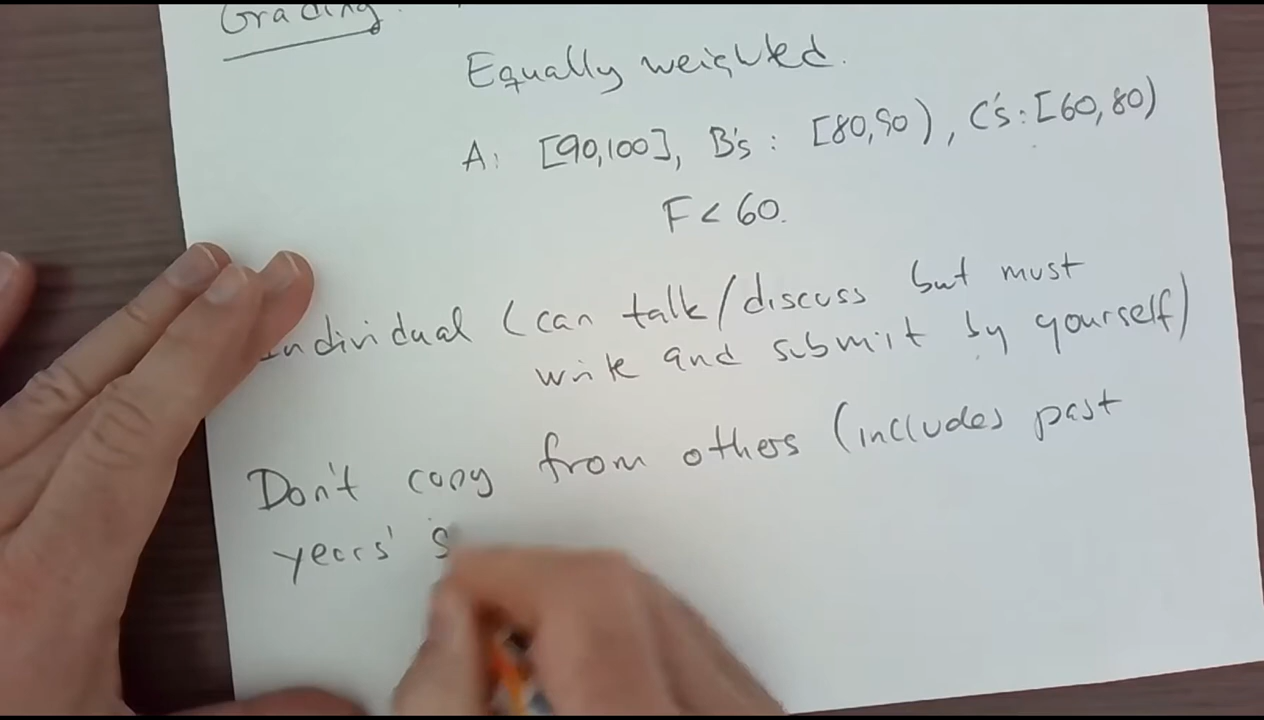 Grading:
Equally weighted.
A: [90,100], B's: [80,90), C's: [60,80)
F < 60.
Individual (can talk/discuss but must
write and submit by yourself)
Don't copy from others (includes past
years' s